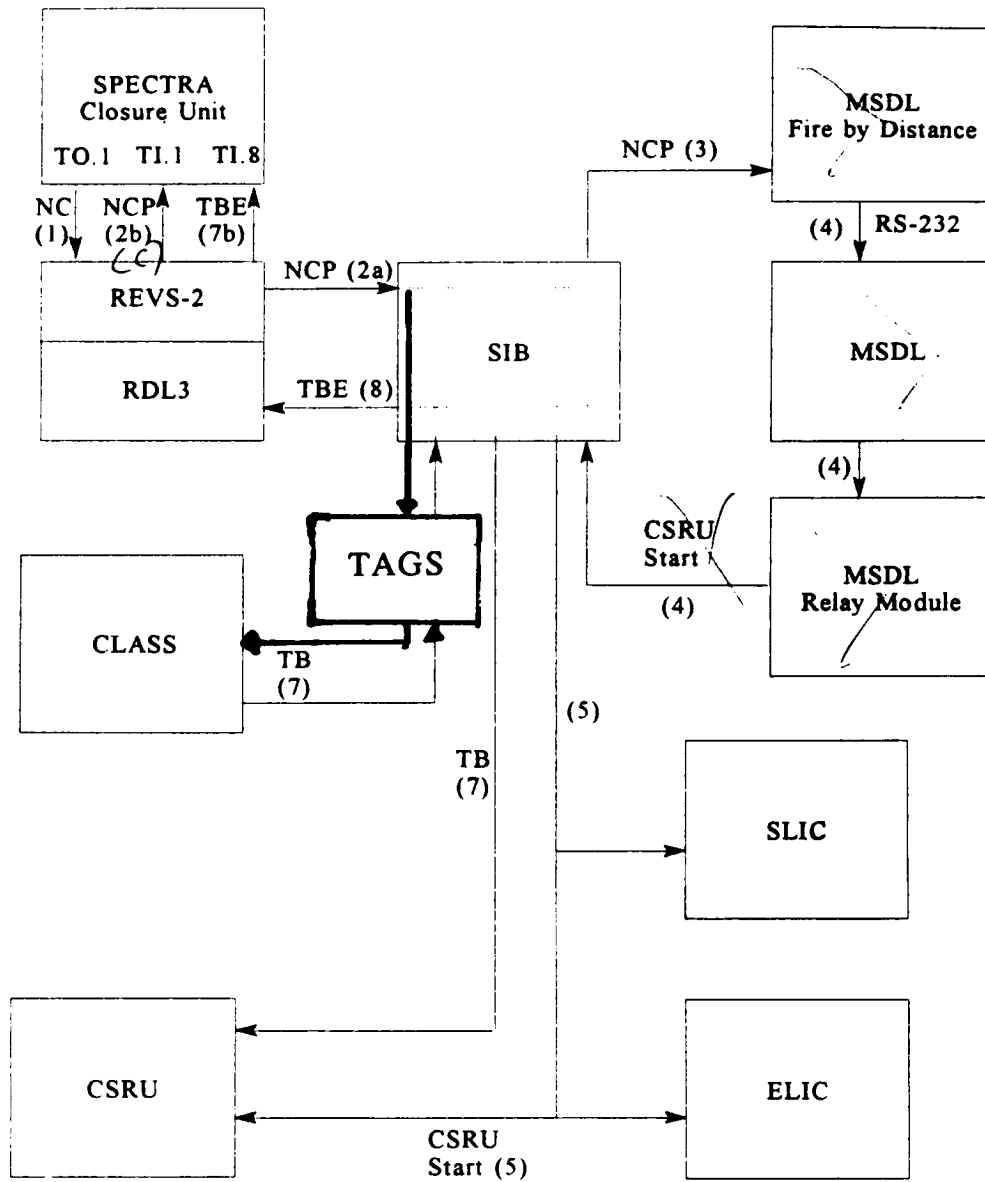 SPECTRA
Closure Unit
TO.1 TI.1 TI.8
NC
(1)
NCP
(2b)
(c)
TBE
(7b)
REVS-2
RDL3
NCP (2a)
TBE (8)
SIB
NCP (3)
MSDL
Fire by Distance
(4) RS-232
MSDL
(4)
MSDL
Relay Module
CSRU
Start
(4)
TAGS
CLASS
TB
(7)
TB
(7)
(5)
SLIC
CSRU
CSRU
Start (5)
ELIC